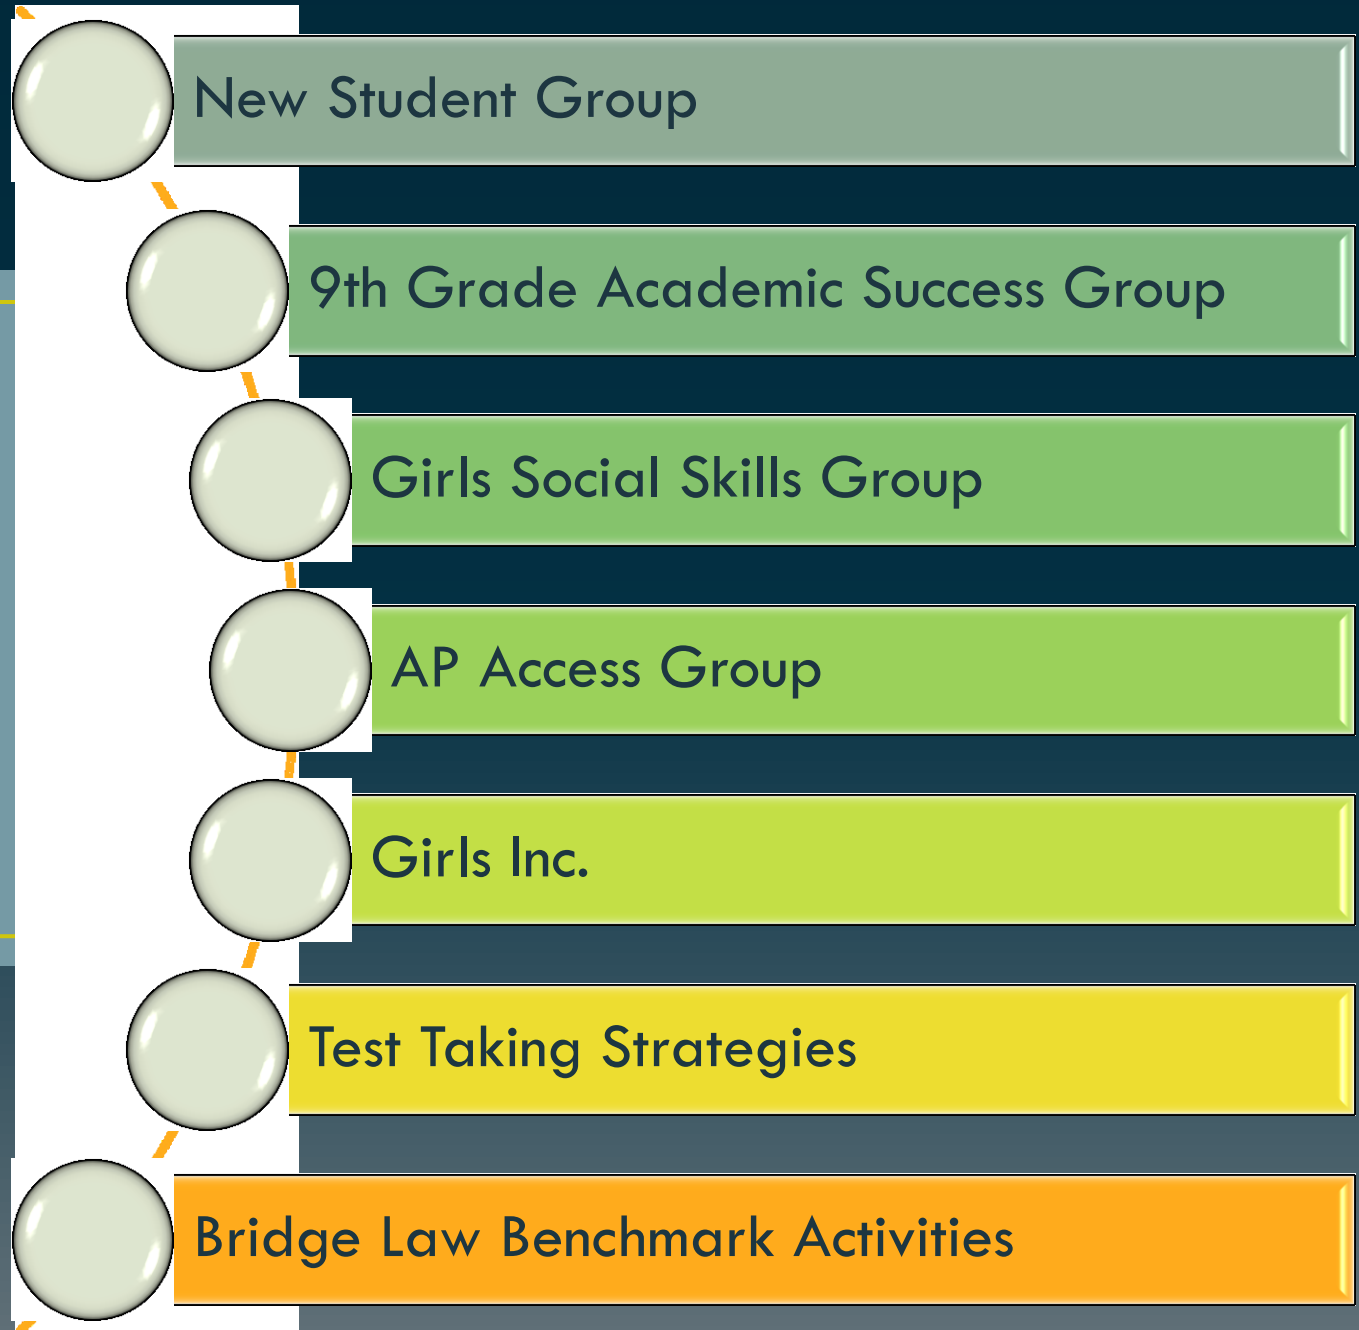 New Student Group
9th Grade Academic Success Group
Girls Social Skills Group
AP Access Group
Girls Inc.
Test Taking Strategies
Bridge Law Benchmark Activities